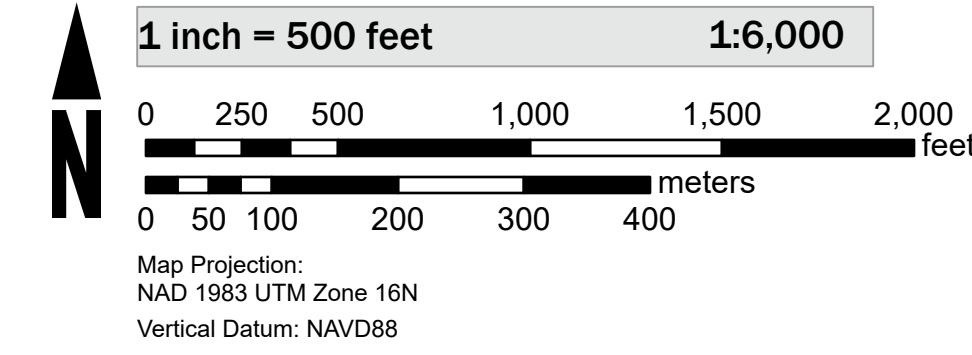 1 inch = 500 feet 1:6,000
0 250 500 1,000 1,500 2,000
feet
meters
0 50 100 200 300 400
N
Map Projection:
NAD 1983 UTM Zone 16N
Vertical Datum: NAVD88